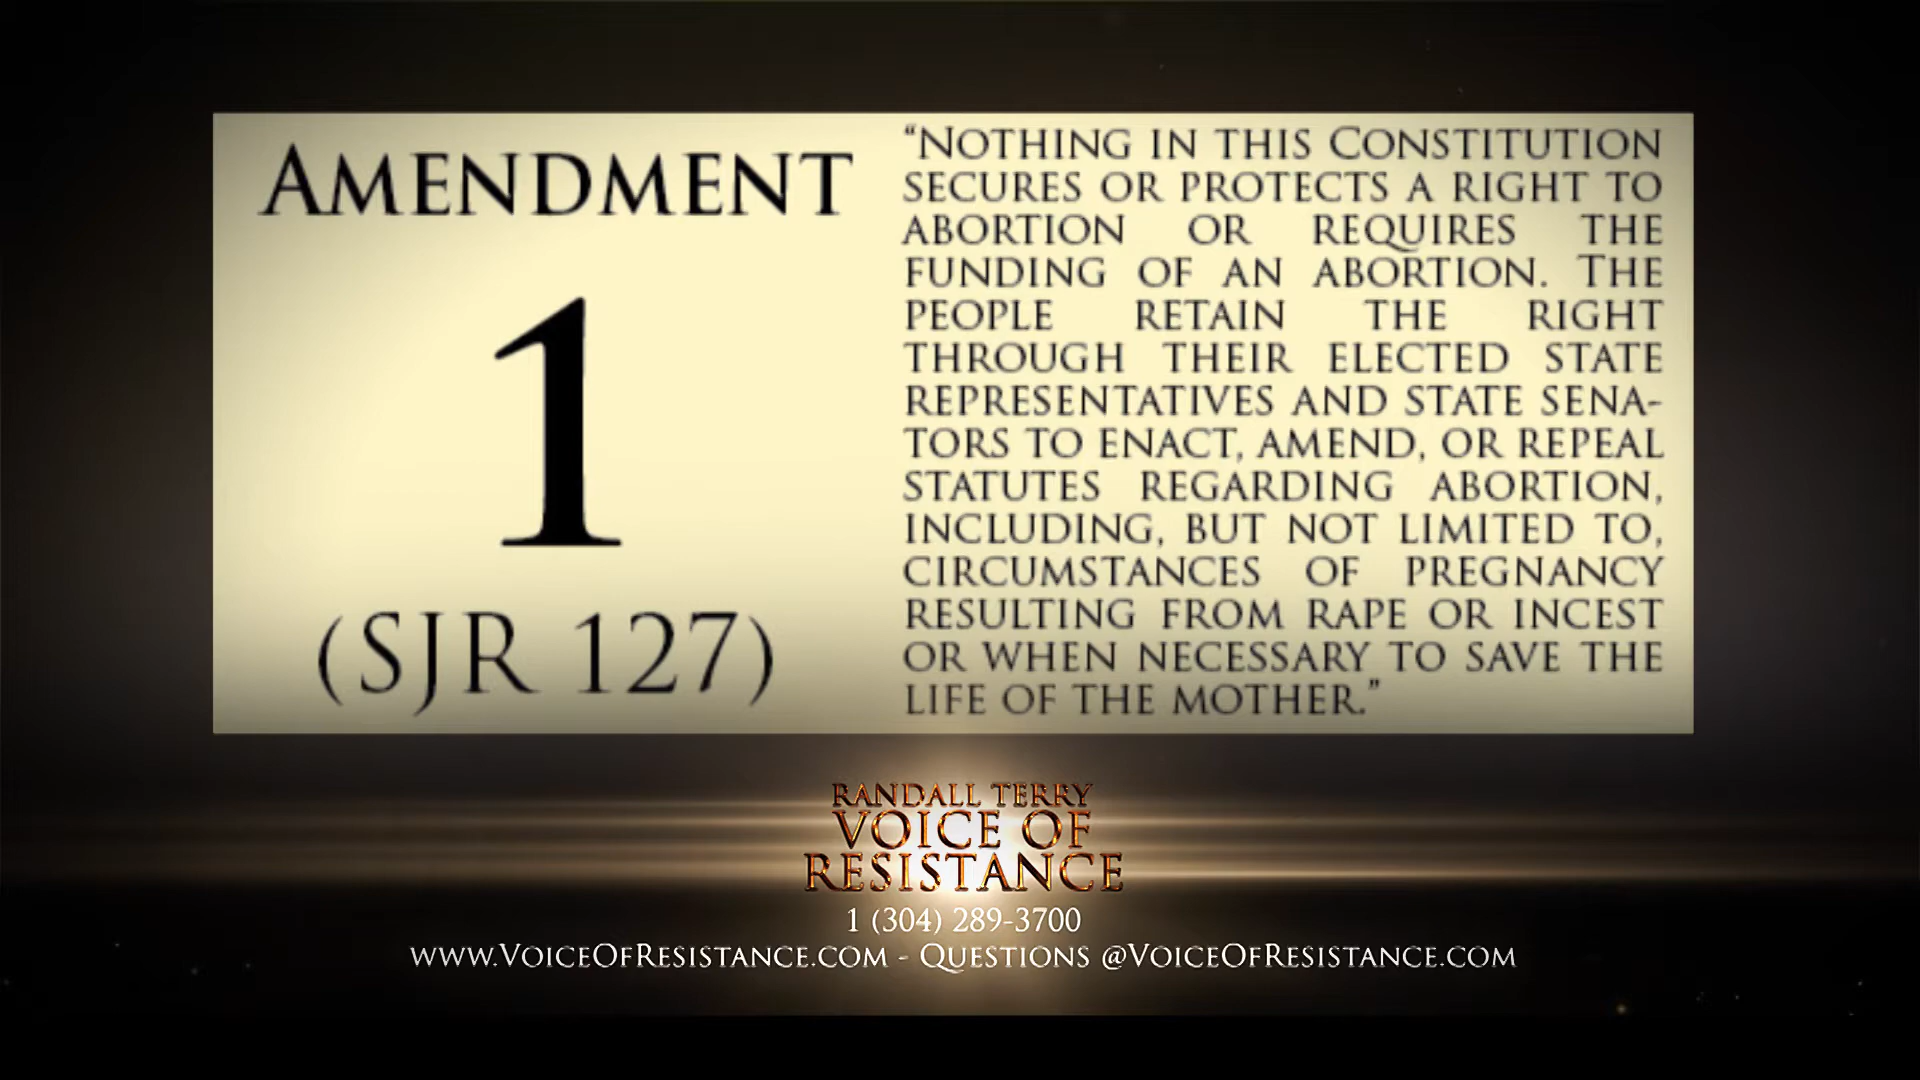 AMENDMENT
1
(SJR 127)
“NOTHING IN THIS CONSTITUTION
SECURES OR PROTECTS A RIGHT TO
ABORTION OR REQUIRES THE
FUNDING OF AN ABORTION. THE
PEOPLE RETAIN THE RIGHT
THROUGH THEIR ELECTED STATE
REPRESENTATIVES AND STATE SENA-
TORS TO ENACT, AMEND, OR REPEAL
STATUTES REGARDING ABORTION,
INCLUDING, BUT NOT LIMITED TO,
CIRCUMSTANCES OF PREGNANCY
RESULTING FROM RAPE OR INCEST
OR WHEN NECESSARY TO SAVE THE
LIFE OF THE MOTHER.”
RANDALL TERRY
VOICE OF
RESISTANCE
1 (304) 289-3700
WWW.VOICEOFRESISTANCE.COM - QUESTIONS @VOICEOFRESISTANCE.COM